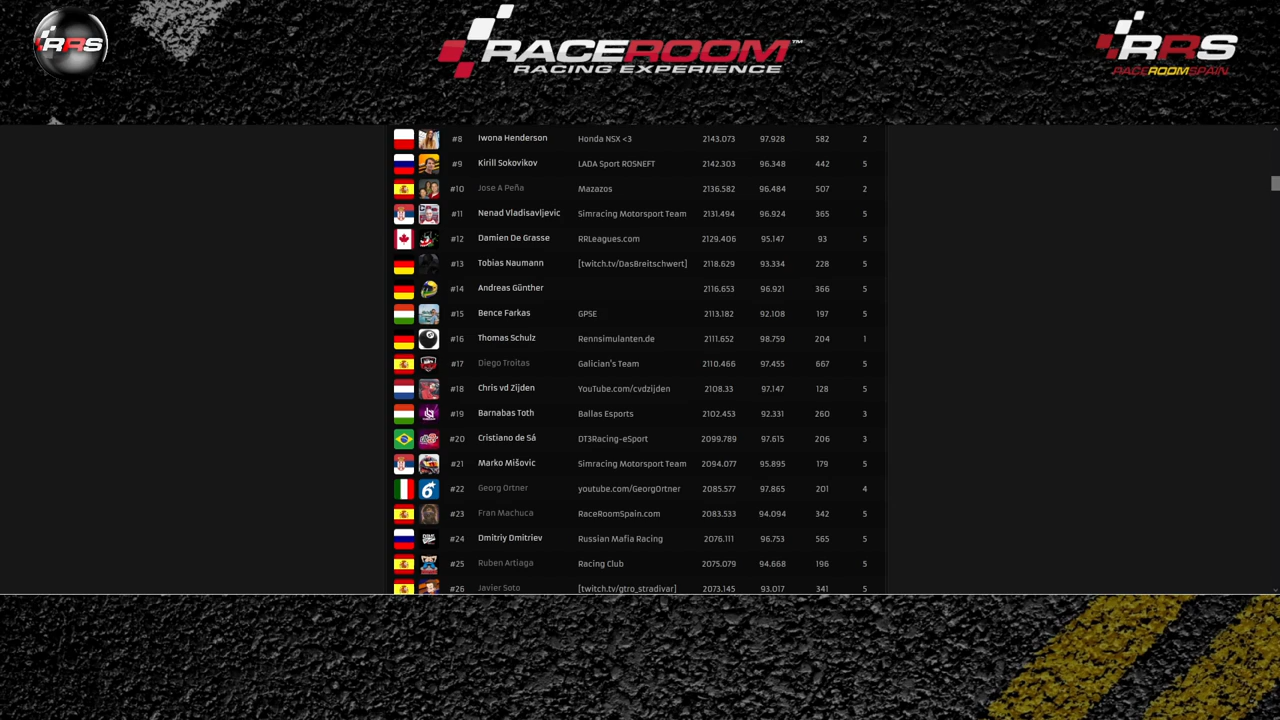 RRS
RACEROOM™
RACING EXPERIENCE
RRS
RACEROOMSPAIN
#8 Iwona Henderson Honda NSX <3 2143.073 97.928 582 2
#9 Kirill Sokovikov LADA Sport ROSNEFT 2142.303 96.348 442 5
#10 Jose A Peña Mazazos 2136.582 96.484 507 2
#11 Nenad Vladisavljevic Simracing Motorsport Team 2131.494 96.924 365 5
#12 Damien De Grasse RRLeagues.com 2129.406 95.147 93 5
#13 Tobias Naumann [twitch.tv/DasBreitschwert] 2118.629 93.334 228 5
#14 Andreas Günther 2116.653 96.921 366 5
#15 Bence Farkas GPSE 2113.182 92.108 197 5
#16 Thomas Schulz Rennsimulanten.de 2111.652 98.759 204 1
#17 Diego Troitas Galician's Team 2110.466 97.455 667 5
#18 Chris vd Zijden YouTube.com/cvdzijden 2108.33 97.147 128 5
#19 Barnabas Toth Ballas Esports 2102.453 92.331 260 3
#20 Cristiano de Sá DT3Racing-eSport 2099.789 97.615 206 3
#21 Marko Mišovic Simracing Motorsport Team 2094.077 95.895 179 5
#22 Georg Ortner youtube.com/GeorgOrtner 2085.577 97.865 201 4
#23 Fran Machuca RaceRoomSpain.com 2083.533 94.094 342 5
#24 Dmitriy Dmitriev Russian Mafia Racing 2076.111 96.753 565 5
#25 Ruben Artiaga Racing Club 2075.079 94.668 196 5
#26 Javier Soto [twitch.tv/gtro_stradivar] 2073.145 93.017 341 5